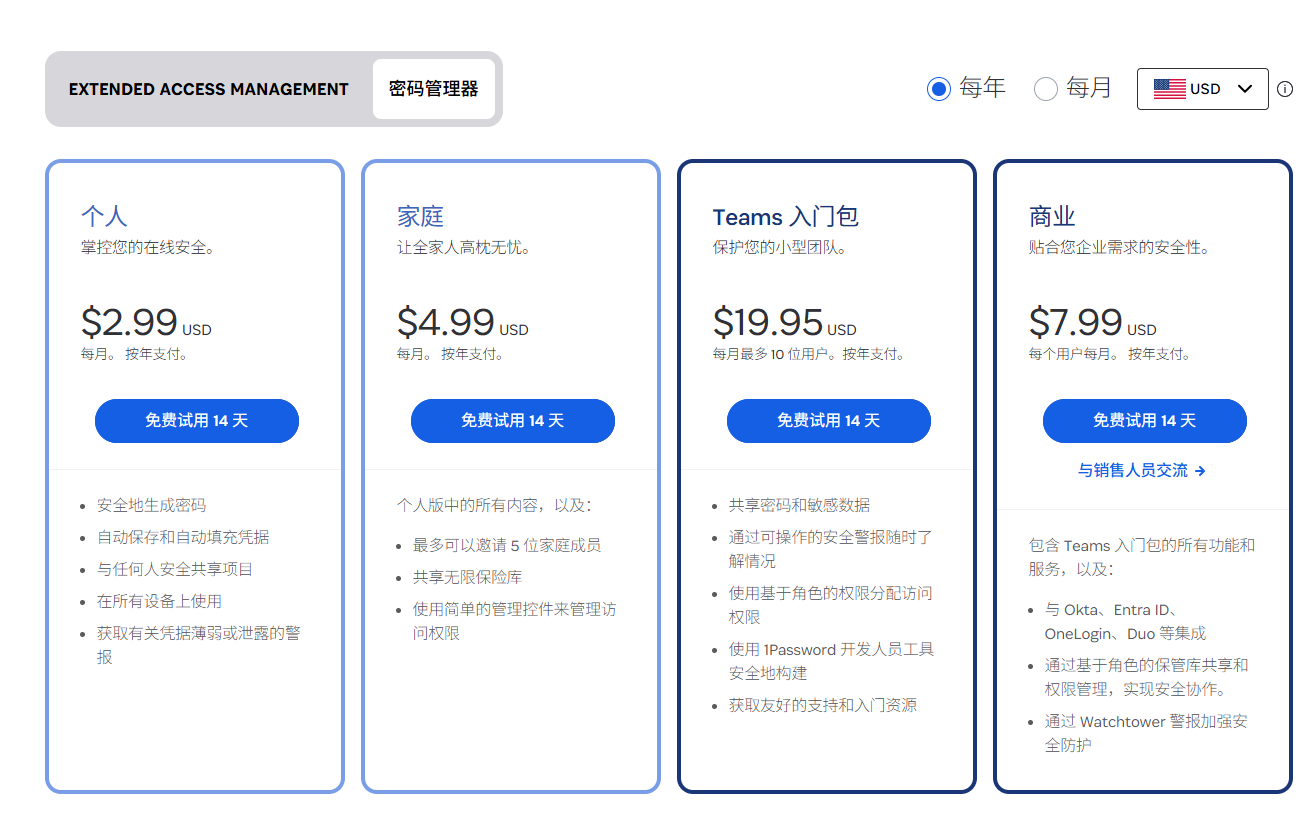 EXTENDED ACCESS MANAGEMENT
密码管理器
每年
每月
USD
个人
掌控您的在线安全。
$2.99 USD
每月。 按年支付。
免费试用 14 天
安全地生成密码
自动保存和自动填充凭据
与任何人安全共享项目
在所有设备上使用
获取有关凭据薄弱或泄露的警
报
家庭
让全家人高枕无忧。
$4.99 USD
每月。 按年支付。
免费试用 14 天
个人版中的所有内容，以及：
最多可以邀请 5 位家庭成员
共享无限保险库
使用简单的管理控件来管理访
问权限
Teams 入门包
保护您的小型团队。
$19.95 USD
每月最多 10 位用户。按年支付。
免费试用 14 天
共享密码和敏感数据
通过可操作的安全警报随时了
解情况
使用基于角色的权限分配访问
权限
使用 1Password 开发人员工具
安全地构建
获取友好的支持和入门资源
商业
贴合您企业需求的安全性。
$7.99 USD
每个用户每月。 按年支付。
免费试用 14 天
与销售人员交流 →
包含 Teams 入门包的所有功能和
服务，以及：
与 Okta、Entra ID、
OneLogin、Duo 等集成
通过基于角色的保管库共享和
权限管理，实现安全协作。
通过 Watchtower 警报加强安
全防护